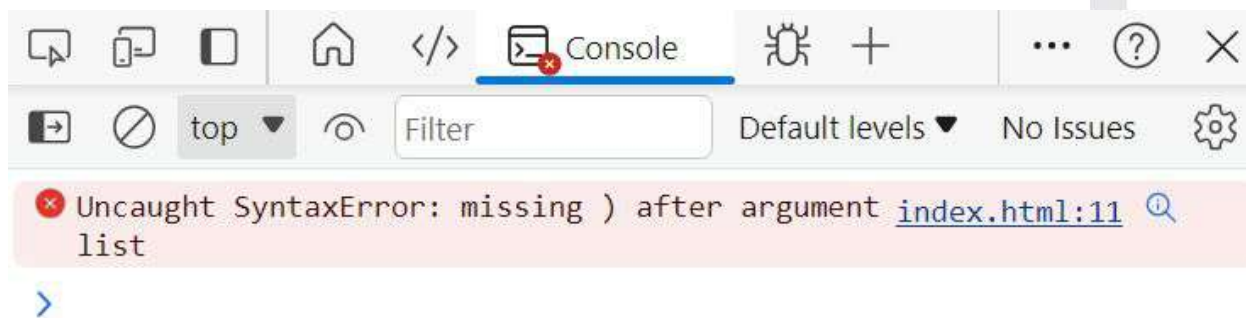 </> Console
top Filter Default levels No Issues
Uncaught SyntaxError: missing ) after argument index.html:11
list